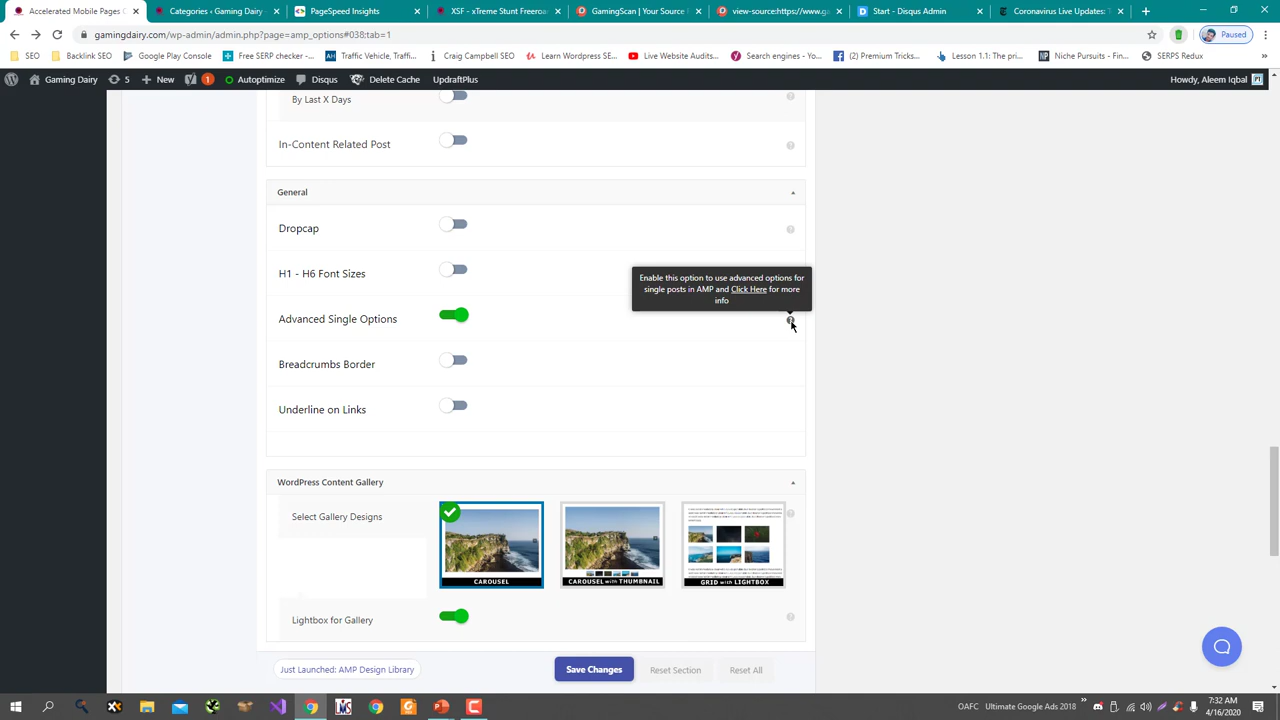 Accelerated Mobile Pages
Categories ‹ Gaming Dairy
PageSpeed Insights
XSF - xTreme Stunt Freeroa
GamingScan | Your Source
view-source:https://www.ga
Start - Disqus Admin
Coronavirus Live Updates: T
gamingdairy.com/wp-admin/admin.php?page=amp_options#038;tab=1
Paused
SEO
Backlink SEO
Google Play Console
Free SERP checker -...
Traffic Vehicle, Traffi...
Craig Campbell SEO
Learn Wordpress SE...
Live Website Audits...
Search engines - Yo...
(2) Premium Tricks...
Lesson 1.1: The pri...
Niche Pursuits - Fin...
SERPS Redux
Gaming Dairy
5
New
1
Autoptimize
Disqus
Delete Cache
UpdraftPlus
Howdy, Aleem Iqbal
By Last X Days
In-Content Related Post
General
Dropcap
H1 - H6 Font Sizes
Enable this option to use advanced options for
single posts in AMP and Click Here for more
info
Advanced Single Options
Breadcrumbs Border
Underline on Links
WordPress Content Gallery
Select Gallery Designs
CAROUSEL
CAROUSEL with THUMBNAIL
GRID with LIGHTBOX
Lightbox for Gallery
Just Launched: AMP Design Library
Save Changes
Reset Section
Reset All
OAFC
Ultimate Google Ads 2018
7:32 AM
4/16/2020